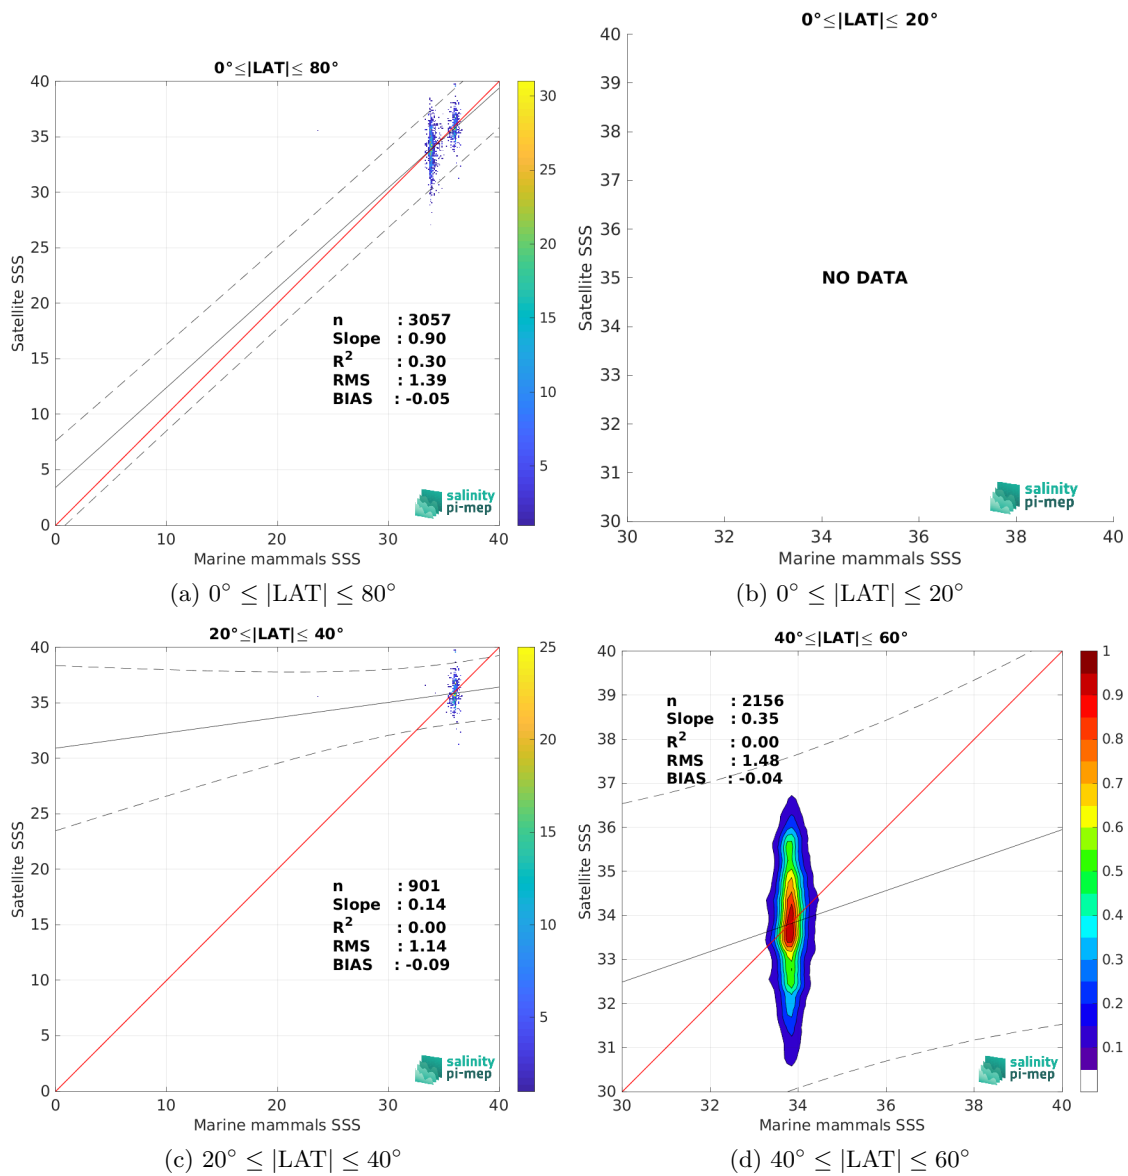 0°≤|LAT|≤ 80°
40
35
30
25
20
15
10
5
0
Satellite SSS
n : 3057
Slope : 0.90
R² : 0.30
RMS : 1.39
BIAS : -0.05
salinity
pi-mep
0 10 20 30 40
Marine mammals SSS
30
25
20
15
10
5
(a) 0° ≤ |LAT| ≤ 80°
0°≤|LAT|≤ 20°
40
39
38
37
36
35
34
33
32
31
30
Satellite SSS
NO DATA
salinity
pi-mep
30 32 34 36 38 40
Marine mammals SSS
(b) 0° ≤ |LAT| ≤ 20°
20°≤|LAT|≤ 40°
40
35
30
25
20
15
10
5
0
Satellite SSS
n : 901
Slope : 0.14
R² : 0.00
RMS : 1.14
BIAS : -0.09
salinity
pi-mep
0 10 20 30 40
Marine mammals SSS
25
20
15
10
5
(c) 20° ≤ |LAT| ≤ 40°
40°≤|LAT|≤ 60°
40
39
38
37
36
35
34
33
32
31
30
Satellite SSS
n : 2156
Slope : 0.35
R² : 0.00
RMS : 1.48
BIAS : -0.04
salinity
pi-mep
30 32 34 36 38 40
Marine mammals SSS
1
0.9
0.8
0.7
0.6
0.5
0.4
0.3
0.2
0.1
(d) 40° ≤ |LAT| ≤ 60°